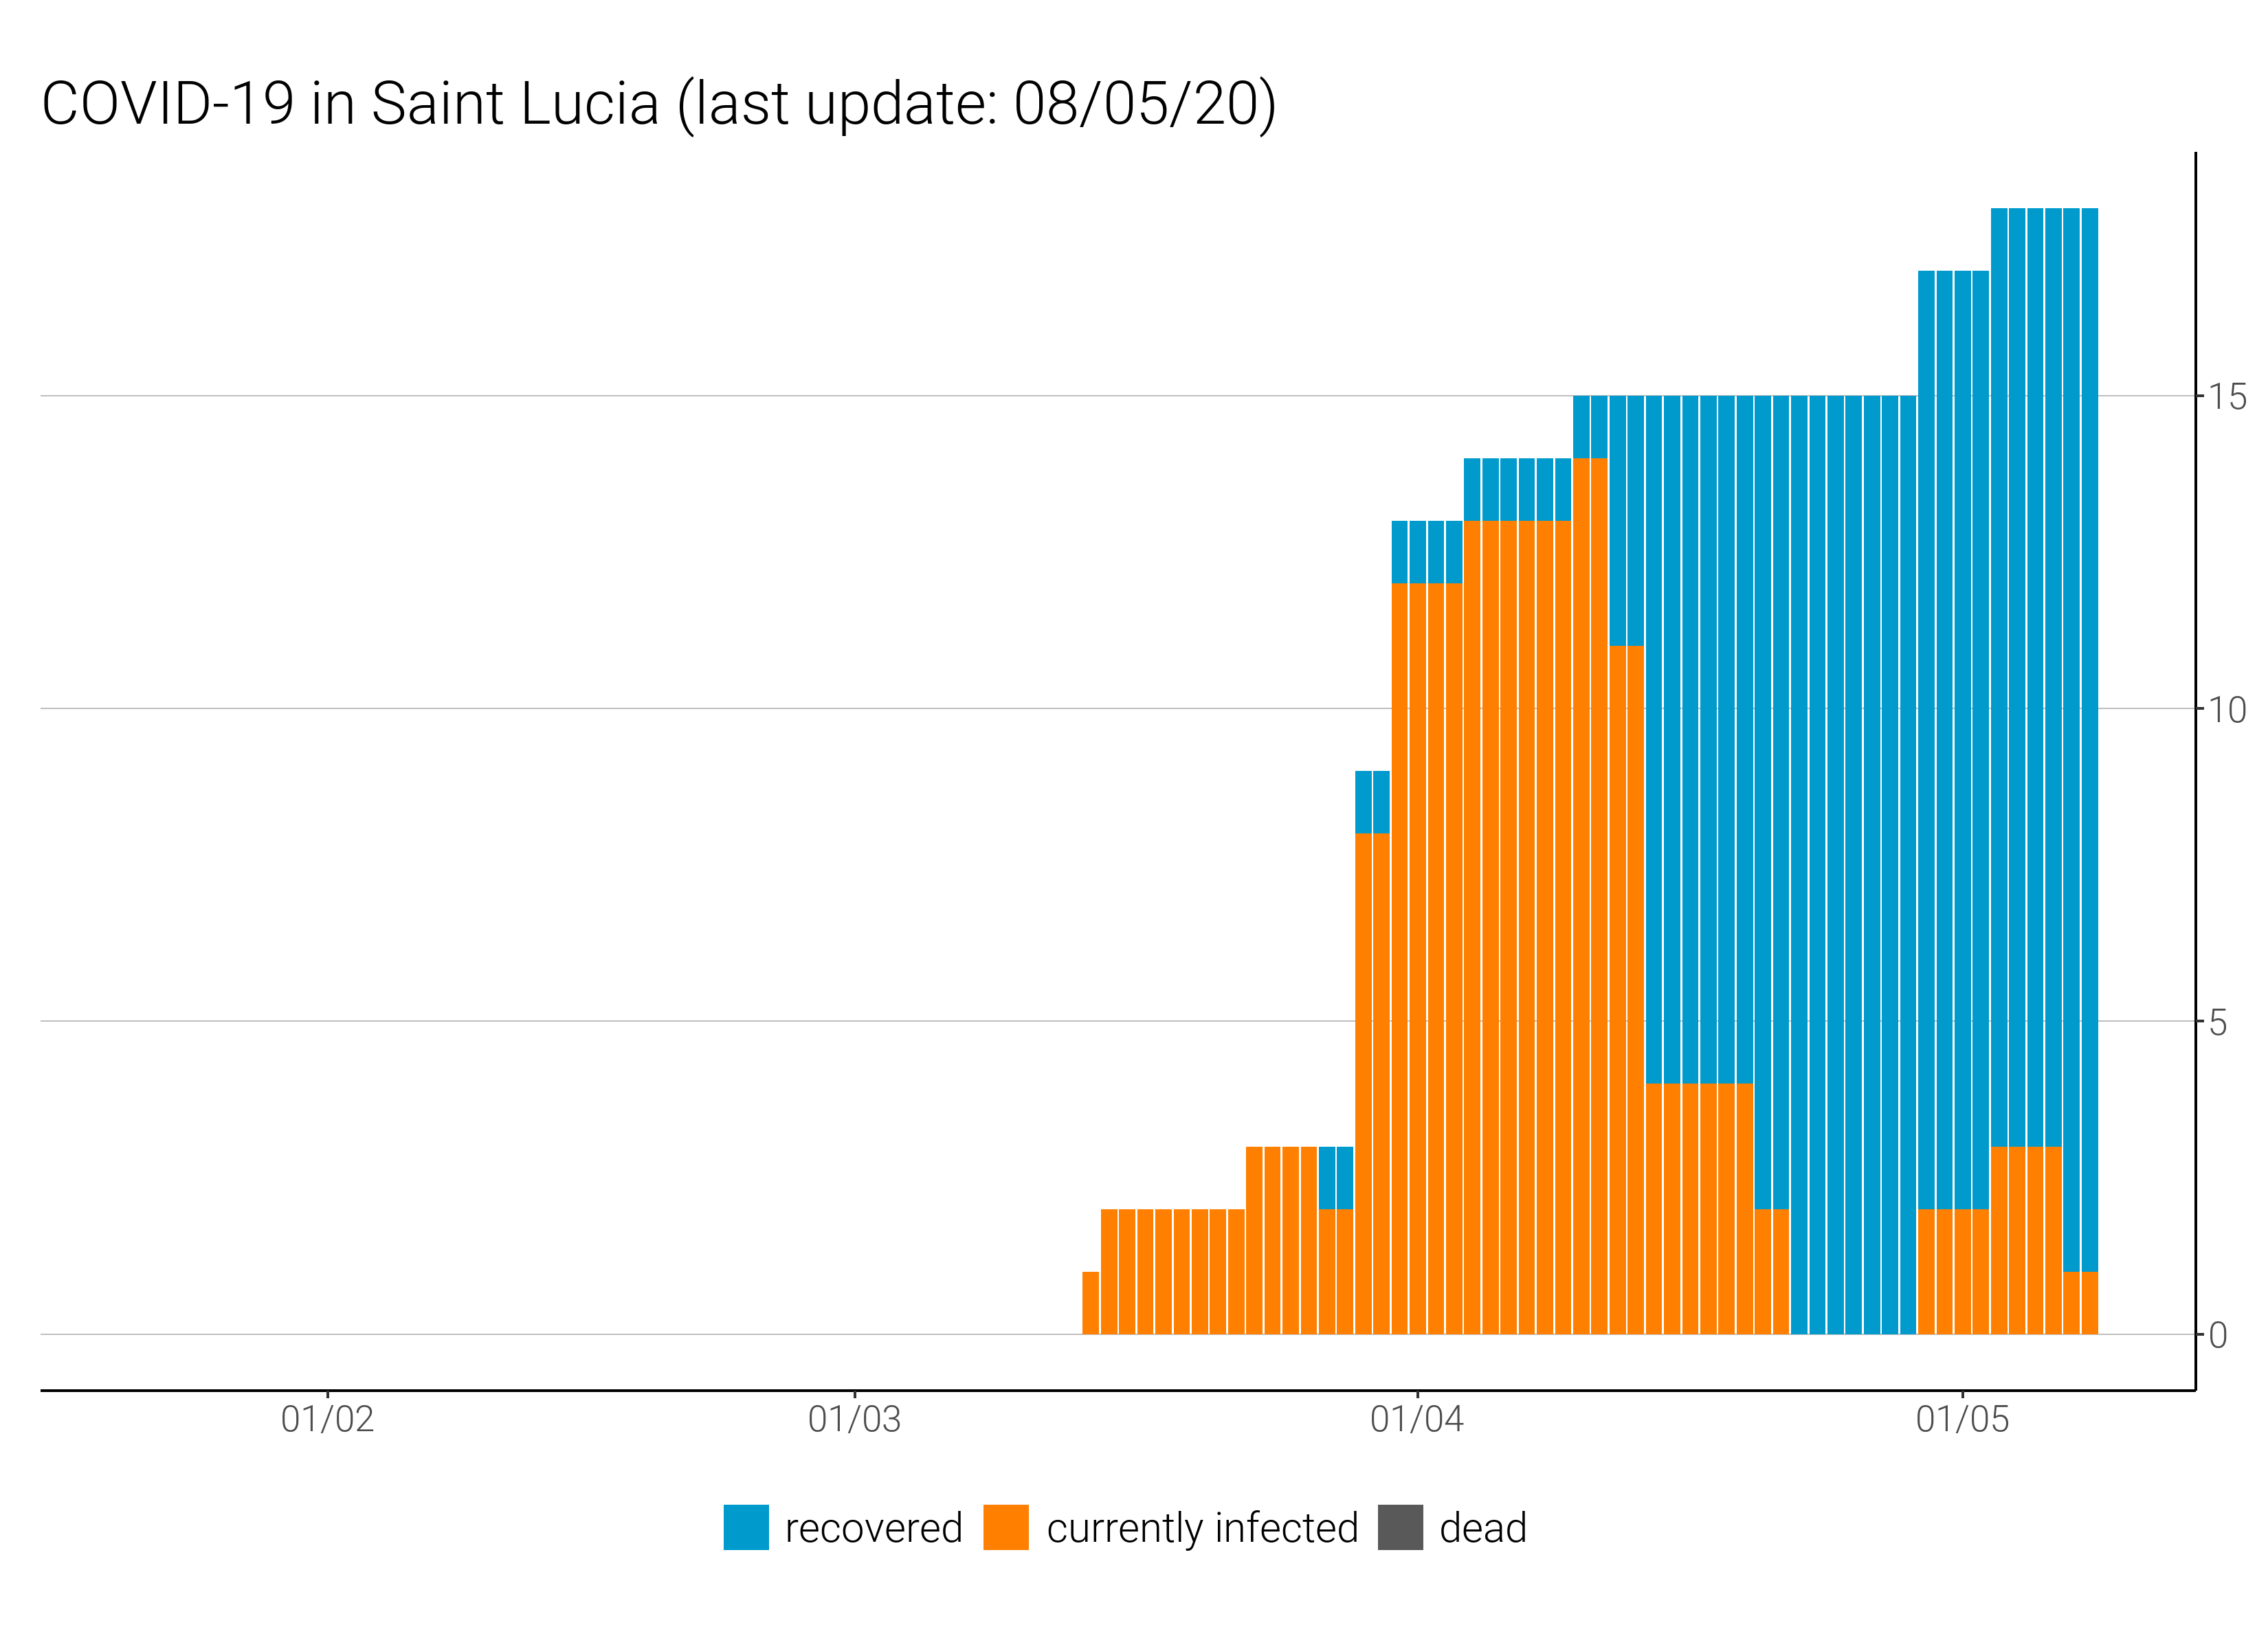 COVID-19 in Saint Lucia (last update: 08/05/20)
15
10
5
0
01/02 01/03 01/04 01/05
recovered currently infected dead